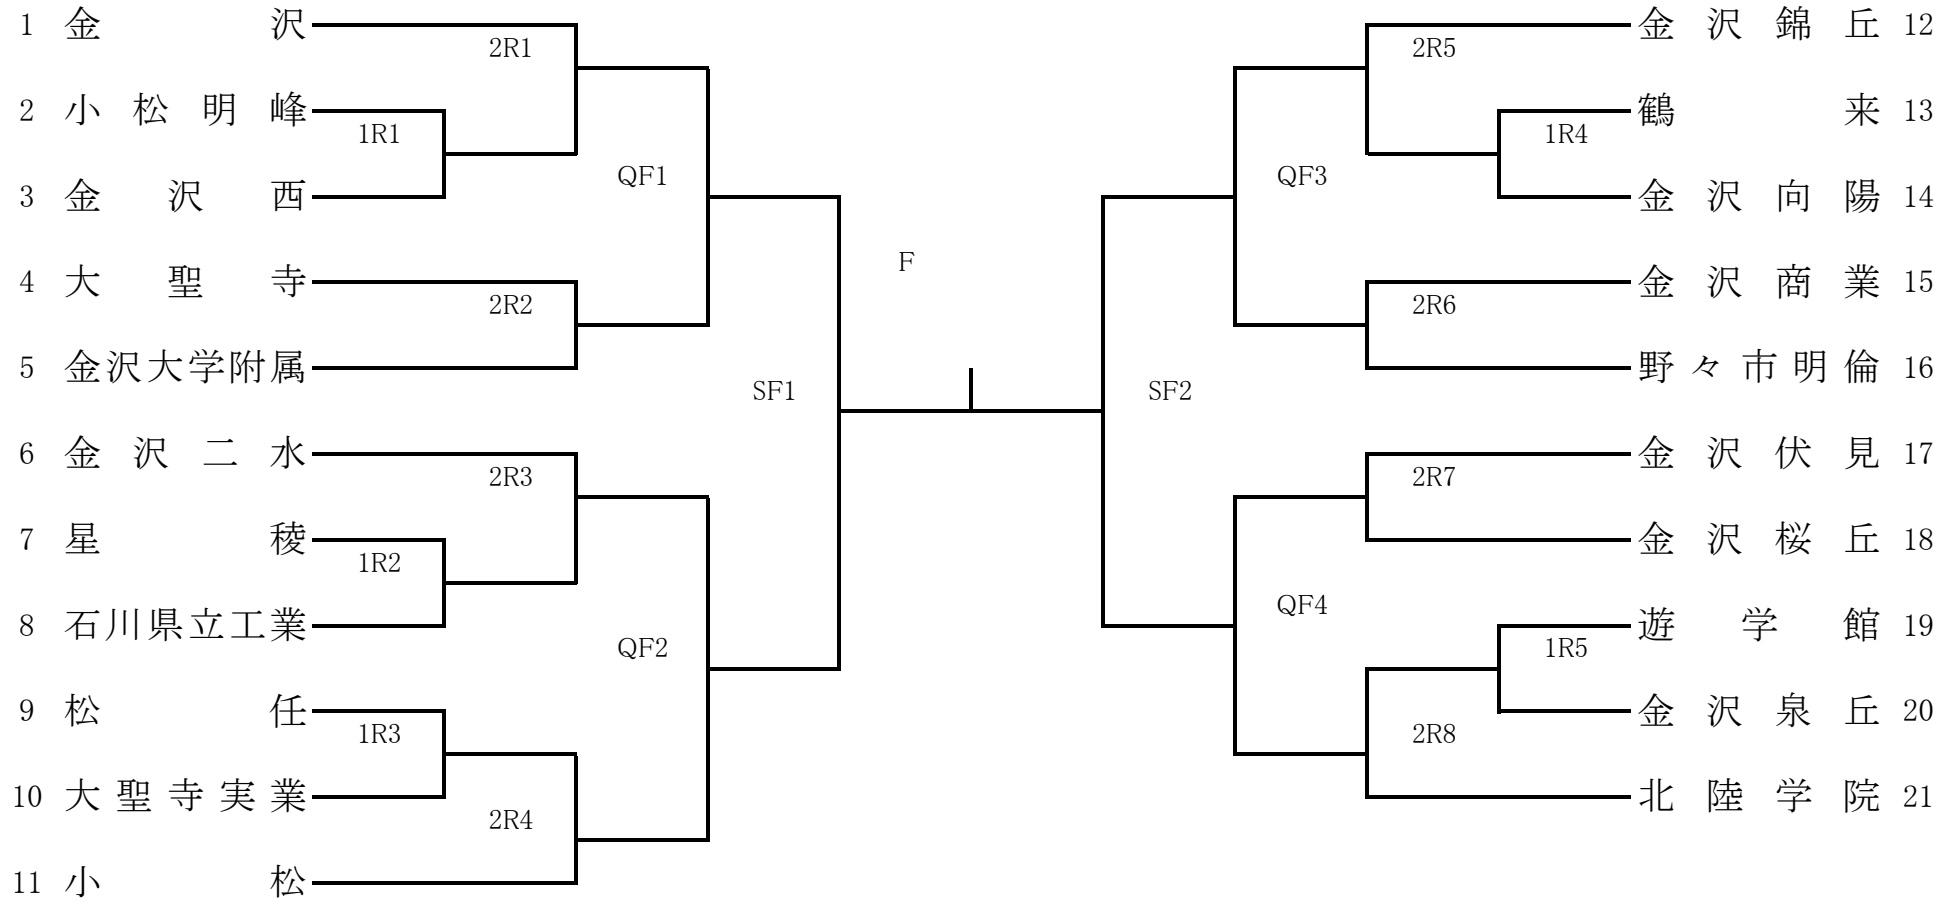 1 金沢
2R1
2 小松明峰
1R1
3 金沢西
QF1
4 大聖寺
2R2
5 金沢大学附属
SF1
6 金沢二水
2R3
7 星稜
1R2
8 石川県立工業
QF2
9 松任
1R3
10 大聖寺実業
2R4
11 小松
F
金沢錦丘 12
2R5
鶴来 13
1R4
QF3
金沢向陽 14
金沢商業 15
2R6
野々市明倫 16
SF2
金沢伏見 17
2R7
金沢桜丘 18
QF4
遊学館 19
1R5
金沢泉丘 20
2R8
北陸学院 21